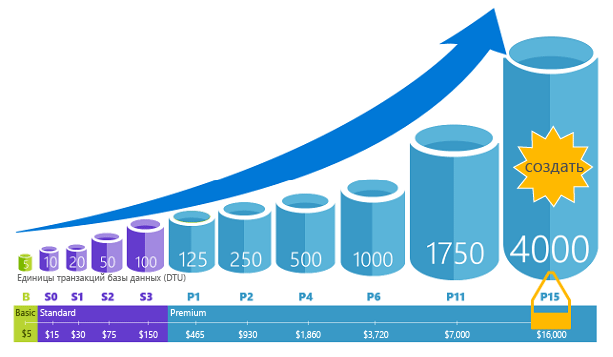 создать
5 10 20 50 100 125 250 500 1000 1750 4000
Единицы транзакций базы данных (DTU)
B S0 S1 S2 S3 P1 P2 P4 P6 P11 P15
Basic Standard Premium
$5 $15 $30 $75 $150 $465 $930 $1,860 $3,720 $7,000 $16,000